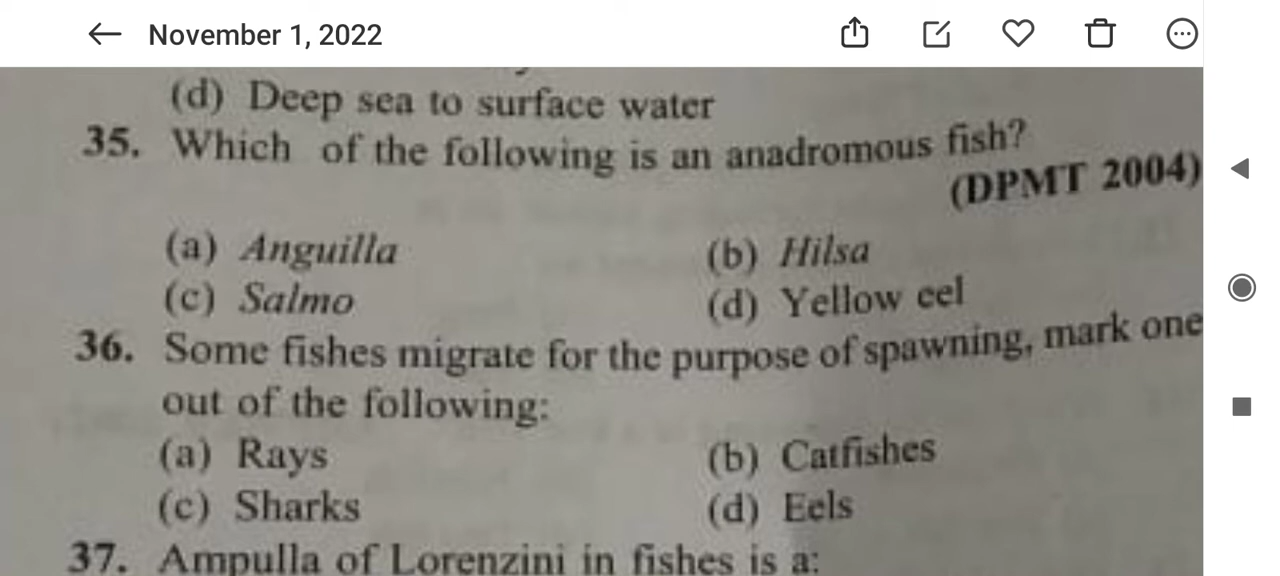 November 1, 2022
(d) Deep sea to surface water
35. Which of the following is an anadromous fish?
(DPMT 2004)
(a) Anguilla (b) Hilsa
(c) Salmo (d) Yellow eel
36. Some fishes migrate for the purpose of spawning, mark one
out of the following:
(a) Rays (b) Catfishes
(c) Sharks (d) Eels
37. Ampulla of Lorenzini in fishes is a: